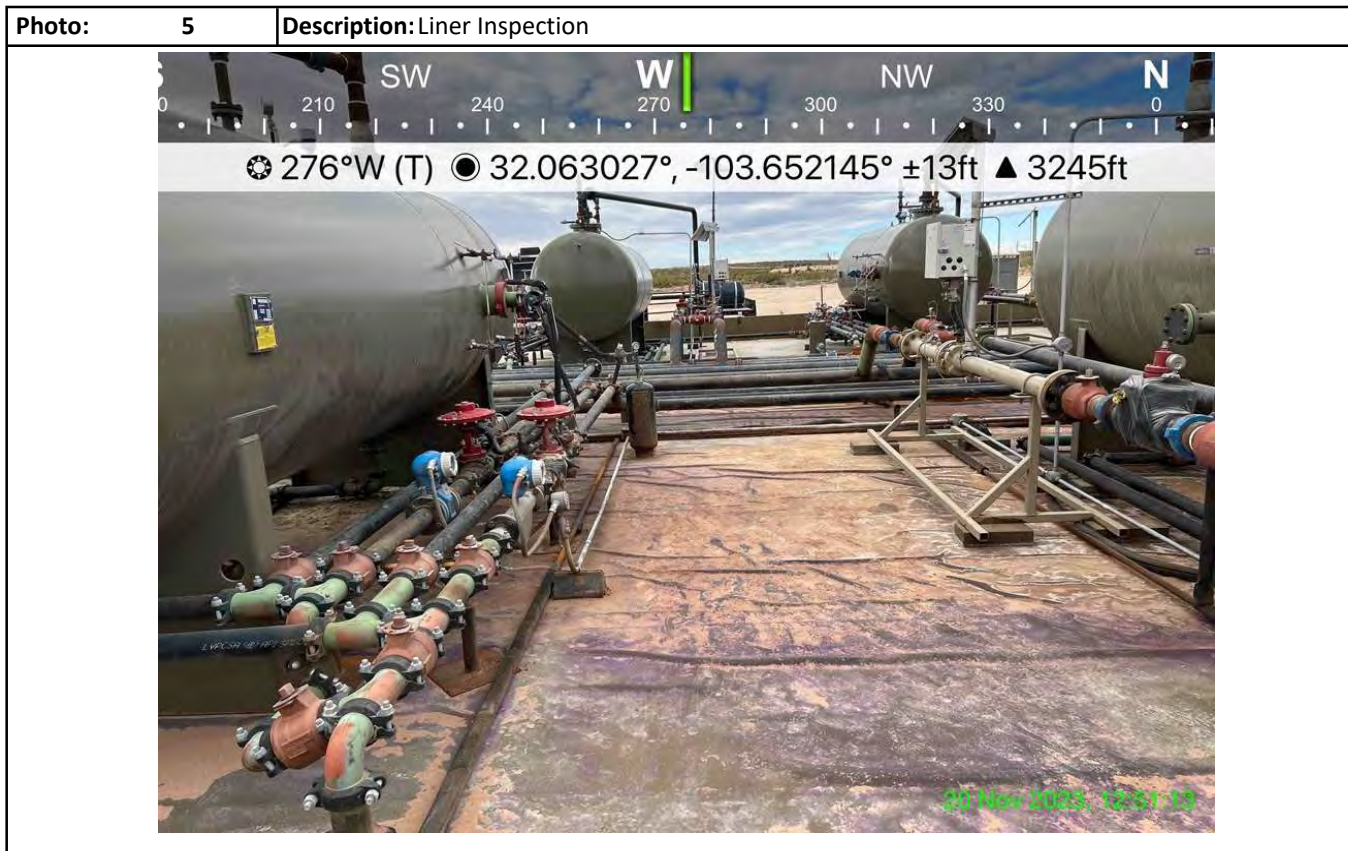 Photo: 5 Description: Liner Inspection
S SW W NW N
0 210 240 270 300 330 0
276°W (T) 32.063027°, -103.652145° ±13ft ▲ 3245ft
20 Nov 2023, 12:51:13